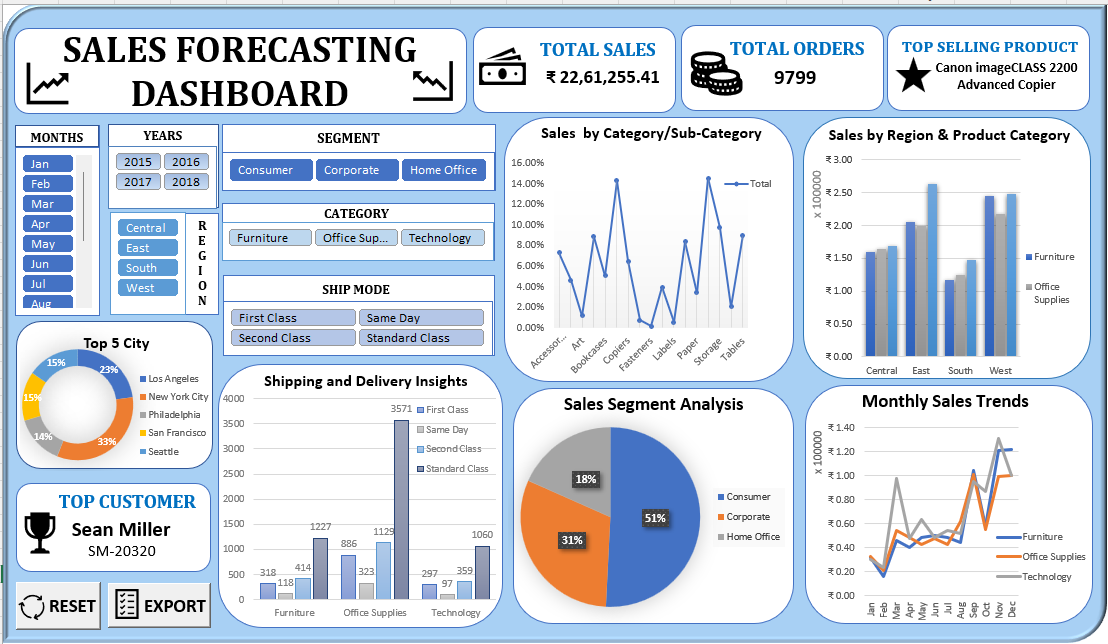 SALES FORECASTING
DASHBOARD
TOTAL SALES
₹ 22,61,255.41
TOTAL ORDERS
9799
TOP SELLING PRODUCT
Canon imageCLASS 2200
Advanced Copier
MONTHS
Jan
Feb
Mar
Apr
May
Jun
Jul
Aug
YEARS
2015 2016
2017 2018
Central
East
South
West
REGION
SEGMENT
Consumer Corporate Home Office
CATEGORY
Furniture Office Sup... Technology
SHIP MODE
First Class Same Day
Second Class Standard Class
Sales by Category/Sub-Category
16.00%
14.00%
12.00%
10.00%
8.00%
6.00%
4.00%
2.00%
0.00%
Total
Accessor... Art Bookcases Copiers Fasteners Labels Paper Storage Tables
Sales by Region & Product Category
x 100000
₹ 3.00
₹ 2.50
₹ 2.00
₹ 1.50
₹ 1.00
₹ 0.50
₹ 0.00
Central East South West
Furniture
Office
Supplies
Top 5 City
15% 23%
15%
14% 33%
Los Angeles
New York City
Philadelphia
San Francisco
Seattle
TOP CUSTOMER
Sean Miller
SM-20320
RESET
EXPORT
Shipping and Delivery Insights
4000
3500
3000
2500
2000
1500
1000
500
0
318 118 414 1227
886 323 1129 3571
297 97 359 1060
Furniture Office Supplies Technology
First Class
Same Day
Second Class
Standard Class
Sales Segment Analysis
18%
51%
31%
Consumer
Corporate
Home Office
Monthly Sales Trends
x 100000
₹ 1.40
₹ 1.20
₹ 1.00
₹ 0.80
₹ 0.60
₹ 0.40
₹ 0.20
₹ 0.00
Jan Feb Mar Apr May Jun Jul Aug Sep Oct Nov Dec
Furniture
Office Supplies
Technology